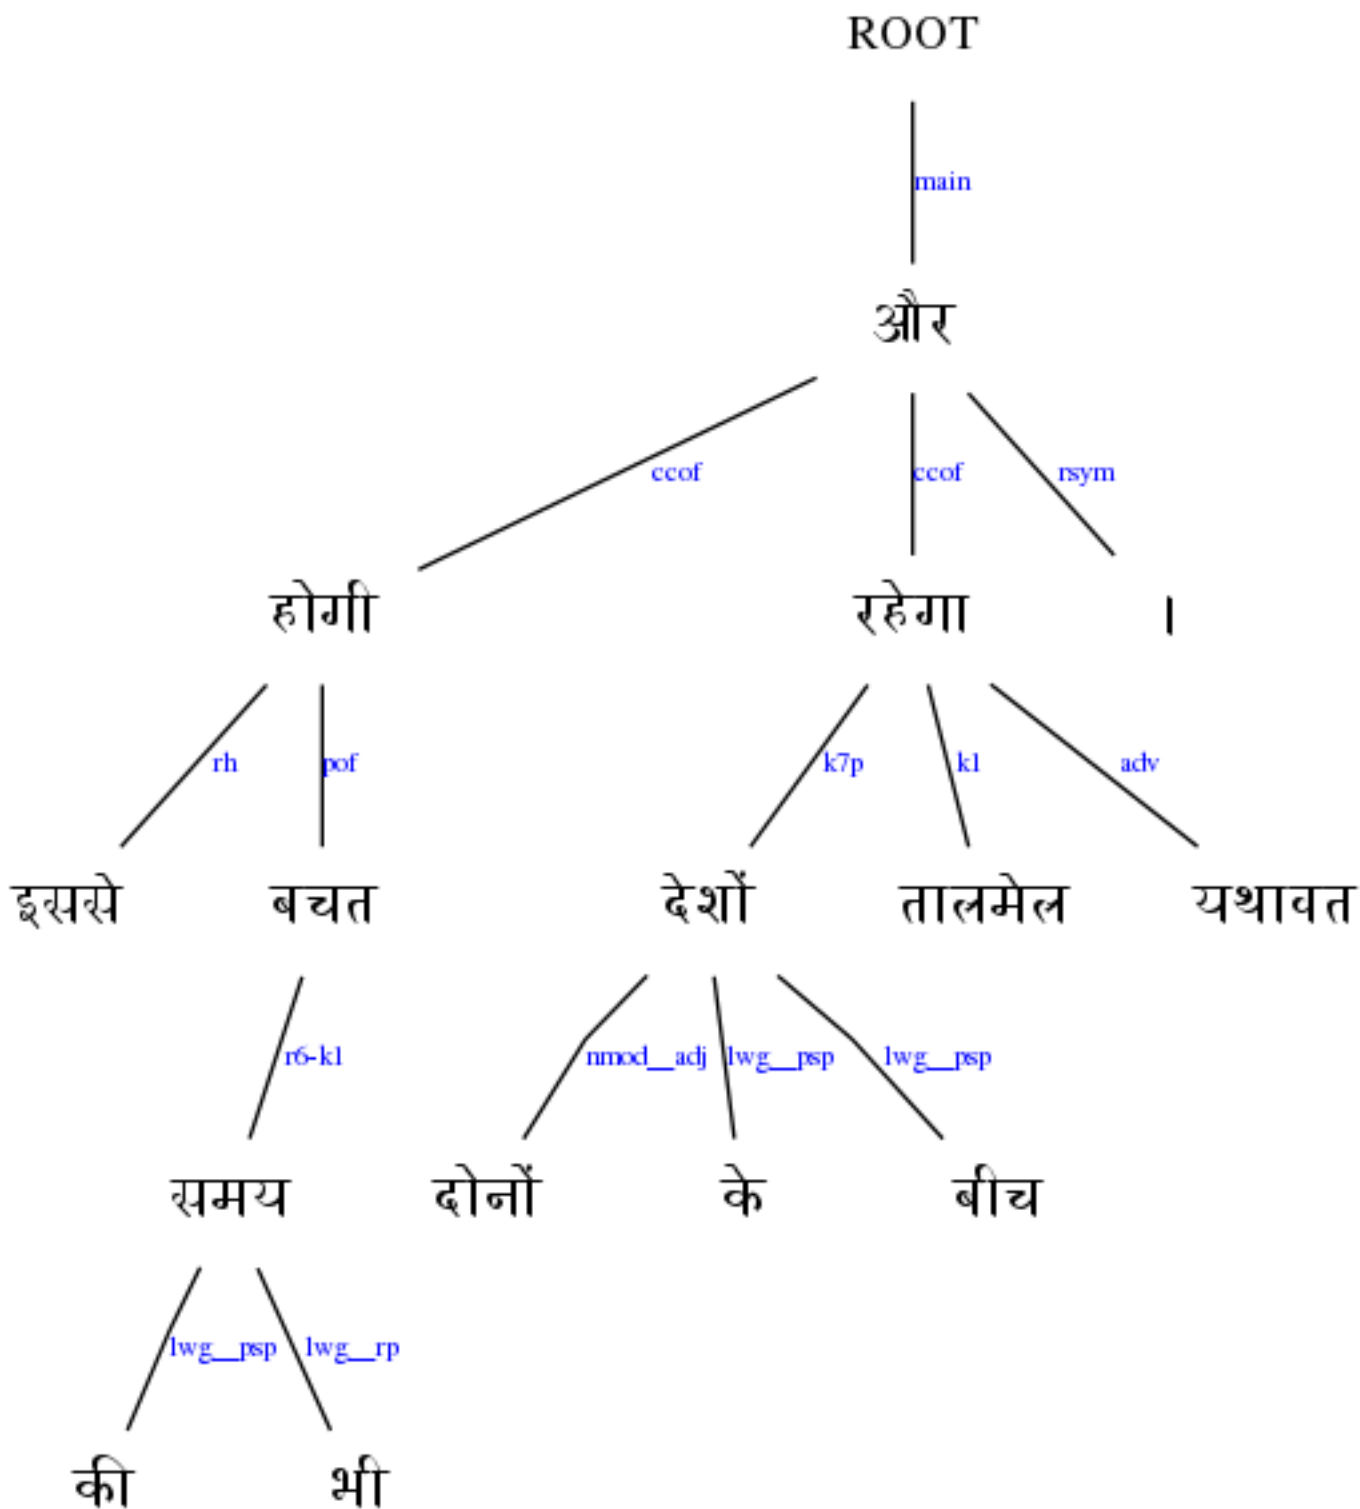 ROOT
main
और
ccof ccof rsym
होगी रहेगा ।
rh pof k7p k1 adv
इससे बचत देशों तालमेल यथावत
r6-k1 nmod__adj lwg__psp lwg__psp
समय दोनों के बीच
lwg__psp lwg__rp
की भी